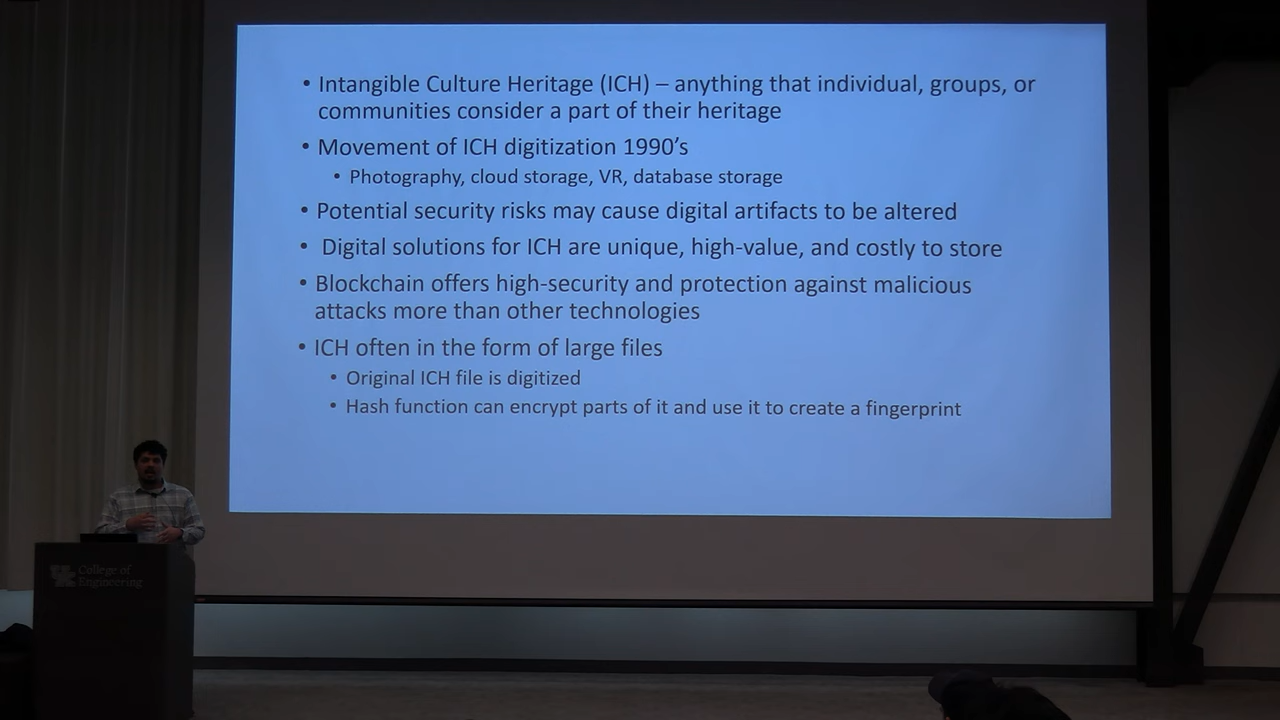 • Intangible Culture Heritage (ICH) – anything that individual, groups, or
communities consider a part of their heritage
• Movement of ICH digitization 1990's
• Photography, cloud storage, VR, database storage
• Potential security risks may cause digital artifacts to be altered
• Digital solutions for ICH are unique, high-value, and costly to store
• Blockchain offers high-security and protection against malicious
attacks more than other technologies
• ICH often in the form of large files
• Original ICH file is digitized
• Hash function can encrypt parts of it and use it to create a fingerprint
College of
Engineering